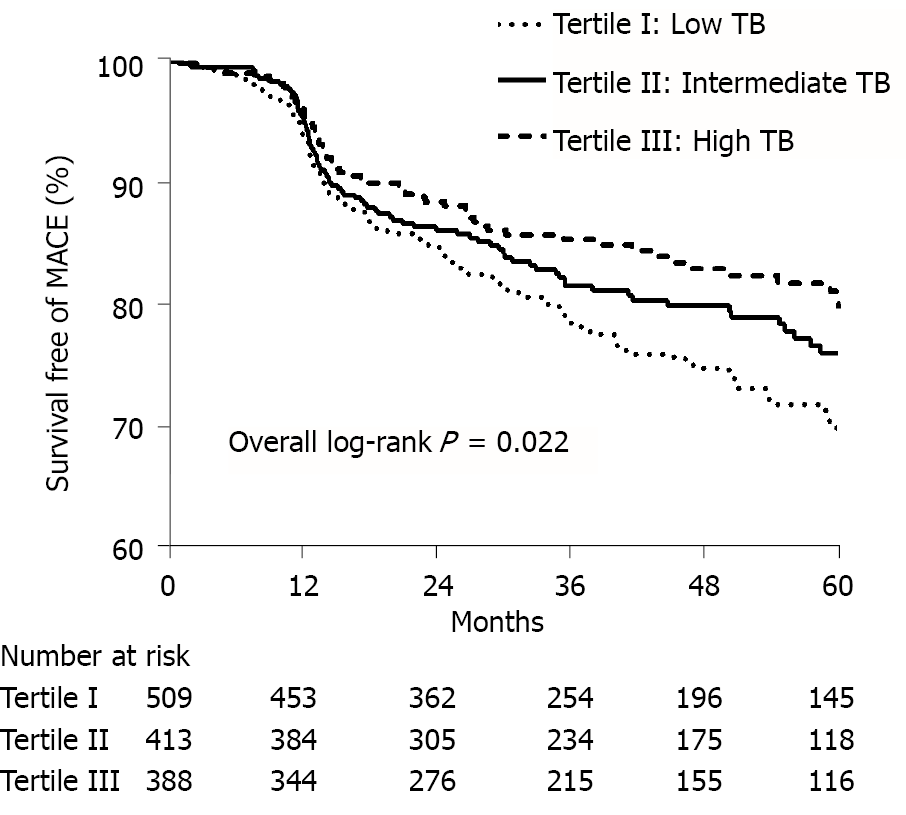 Tertile I: Low TB
Tertile II: Intermediate TB
Tertile III: High TB
100
90
80
70
60
Survival free of MACE (%)
Overall log-rank P = 0.022
0 12 24 36 48 60
Months
Number at risk
Tertile I 509 453 362 254 196 145
Tertile II 413 384 305 234 175 118
Tertile III 388 344 276 215 155 116